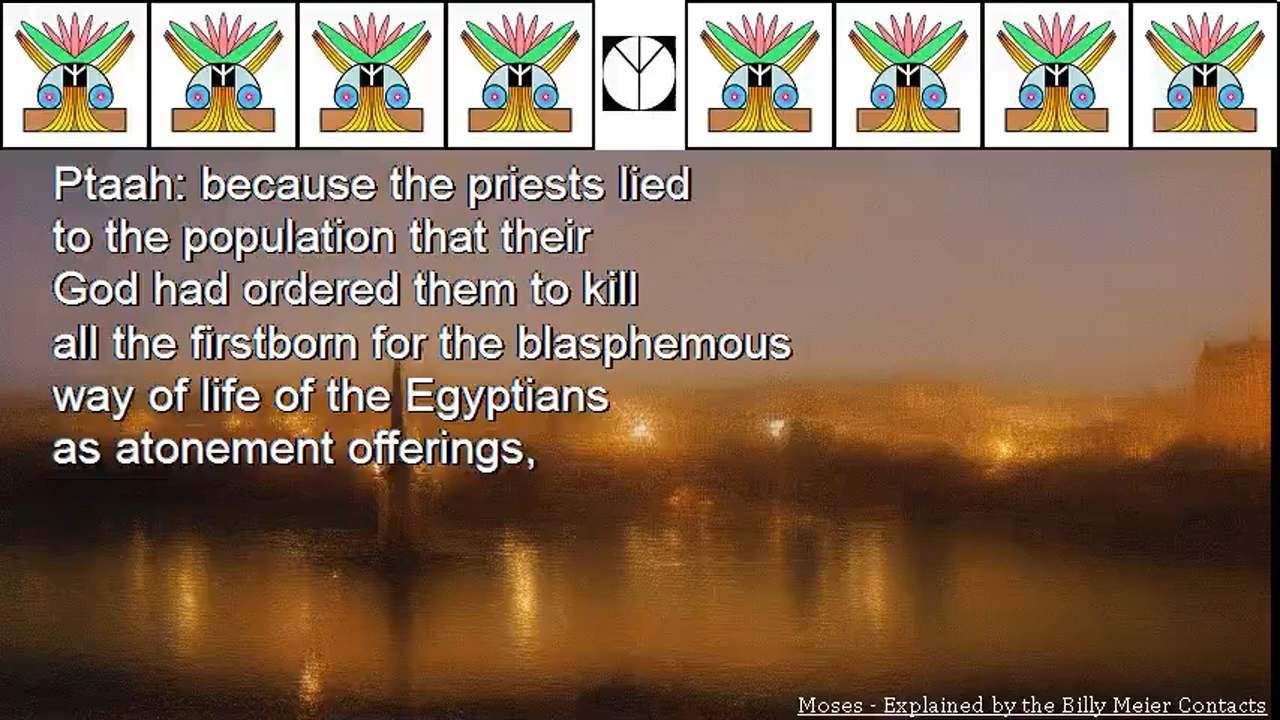 Ptaah: because the priests lied
to the population that their
God had ordered them to kill
all the firstborn for the blasphemous
way of life of the Egyptians
as atonement offerings,
Moses - Explained by the Billy Meier Contacts